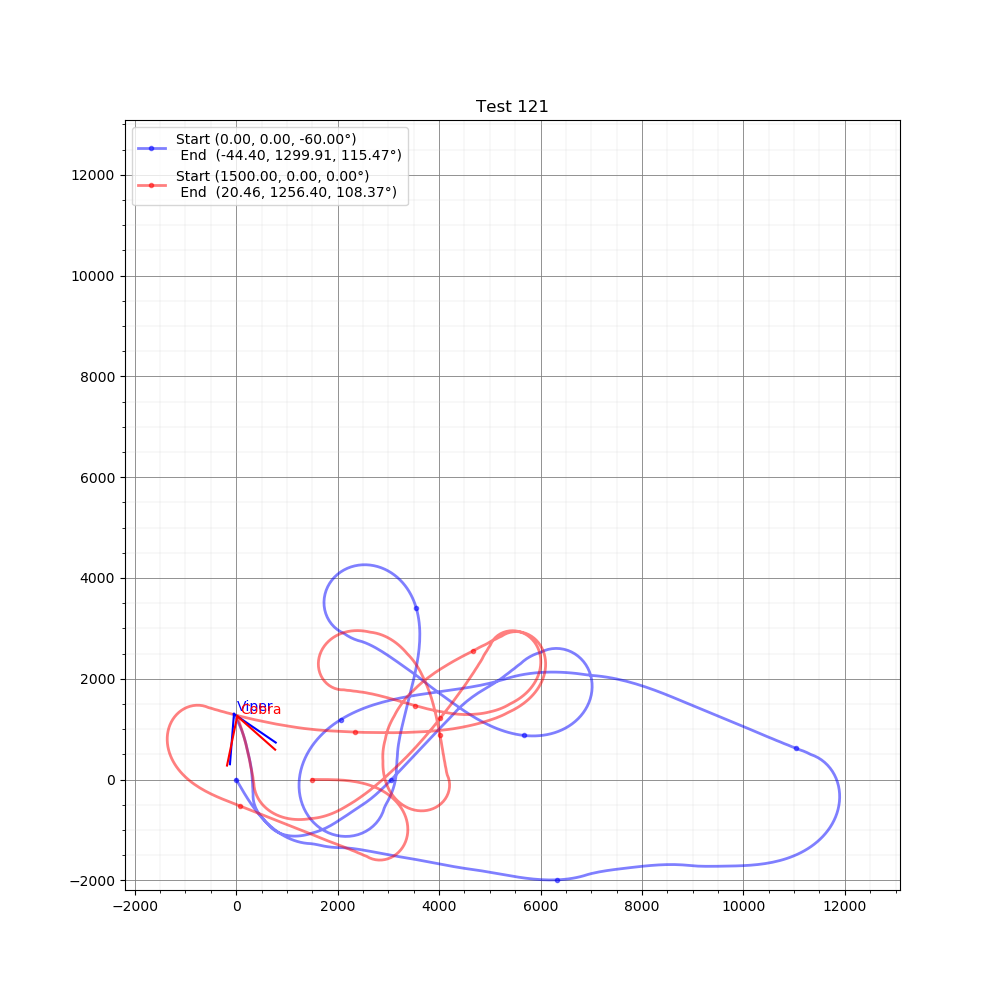 Test 121
Start (0.00, 0.00, -60.00°)
End (-44.40, 1299.91, 115.47°)
Start (1500.00, 0.00, 0.00°)
End (20.46, 1256.40, 108.37°)
12000
10000
8000
6000
4000
2000
0
−2000
Viper
Cobra
−2000 0 2000 4000 6000 8000 10000 12000